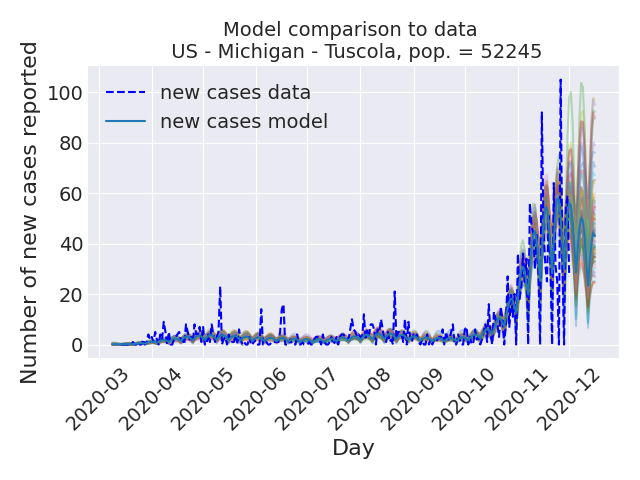 Model comparison to data
US - Michigan - Tuscola, pop. = 52245
Number of new cases reported
100
80
60
40
20
0
new cases data
new cases model
2020-03
2020-04
2020-05
2020-06
2020-07
2020-08
2020-09
2020-10
2020-11
2020-12
Day